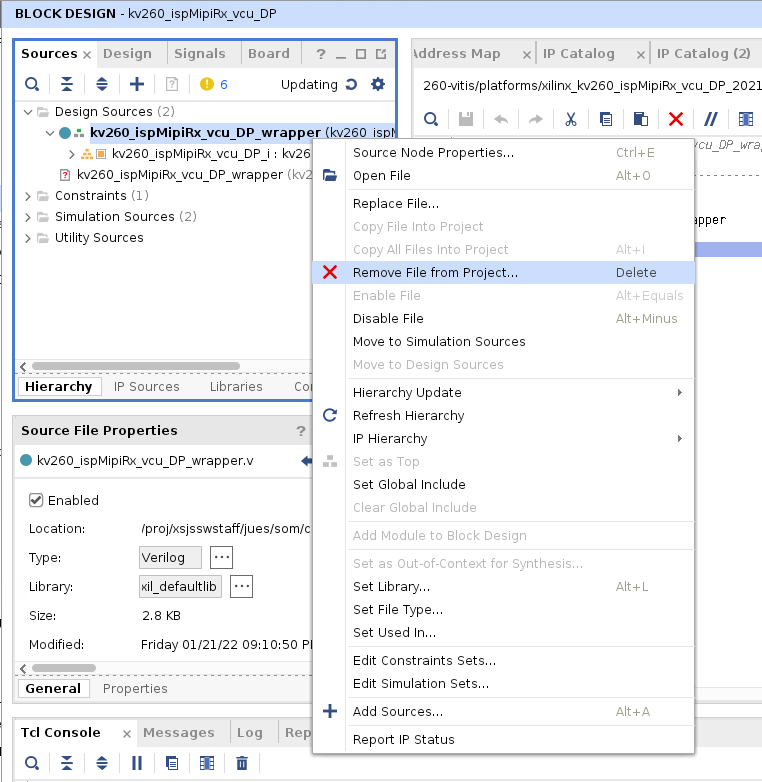 BLOCK DESIGN - kv260_ispMipiRx_vcu_DP
Sources Design Signals Board
6 Updating
Design Sources (2)
kv260_ispMipiRx_vcu_DP_wrapper
kv260_ispMipiRx_vcu_DP_i : kv26
kv260_ispMipiRx_vcu_DP_wrapper (kv2
Constraints (1)
Simulation Sources (2)
Utility Sources
Hierarchy IP Sources Libraries
Source File Properties
kv260_ispMipiRx_vcu_DP_wrapper.v
Enabled
Location: /proj/xsjsswstaff/jues/som/c
Type: Verilog
Library: xil_defaultlib
Size: 2.8 KB
Modified: Friday 01/21/22 09:10:50
General Properties
Tcl Console Messages Log Rep
Address Map IP Catalog IP Catalog (2)
260-vitis/platforms/xilinx_kv260_ispMipiRx_vcu_DP_2021
Source Node Properties... Ctrl+E
Open File Alt+O
Replace File...
Copy File Into Project
Copy All Files Into Project Alt+I
Remove File from Project... Delete
Enable File Alt+Equals
Disable File Alt+Minus
Move to Simulation Sources
Move to Design Sources
Hierarchy Update
Refresh Hierarchy
IP Hierarchy
Set as Top
Set Global Include
Clear Global Include
Add Module to Block Design
Set as Out-of-Context for Synthesis...
Set Library... Alt+L
Set File Type...
Set Used In...
Edit Constraints Sets...
Edit Simulation Sets...
Add Sources... Alt+A
Report IP Status